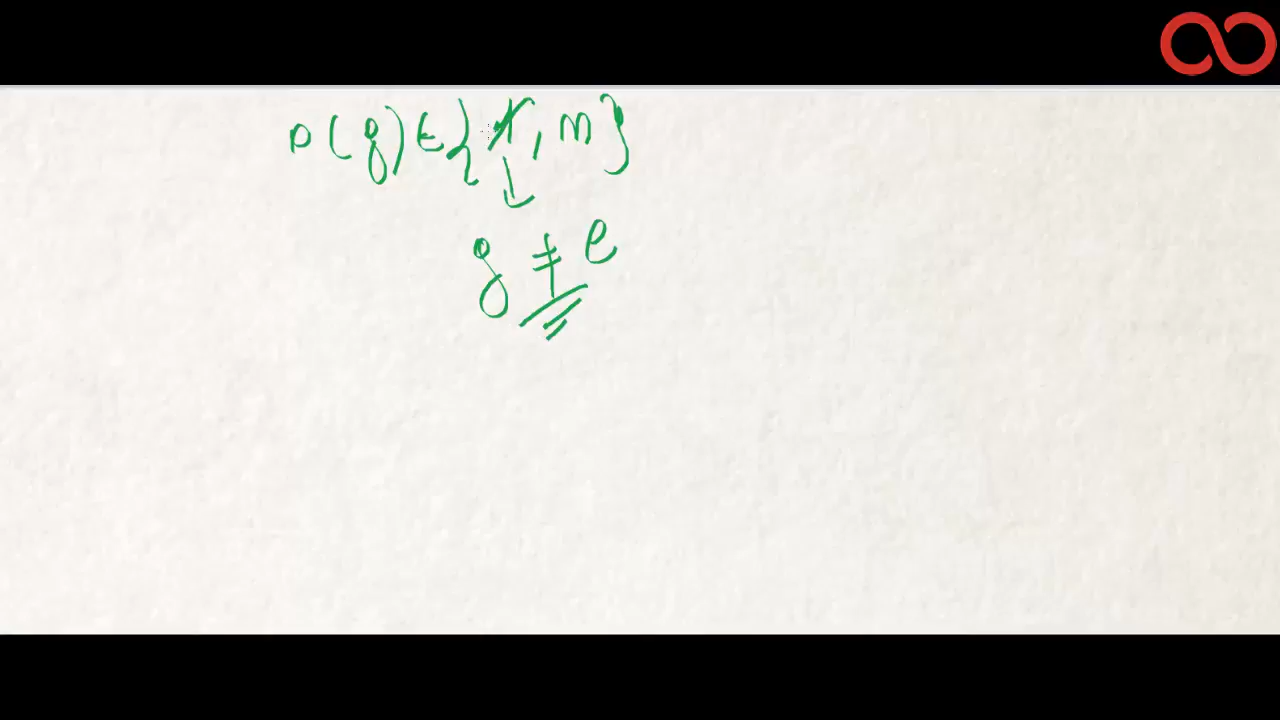 o(g) ∈ {1, n}
g ≠ e